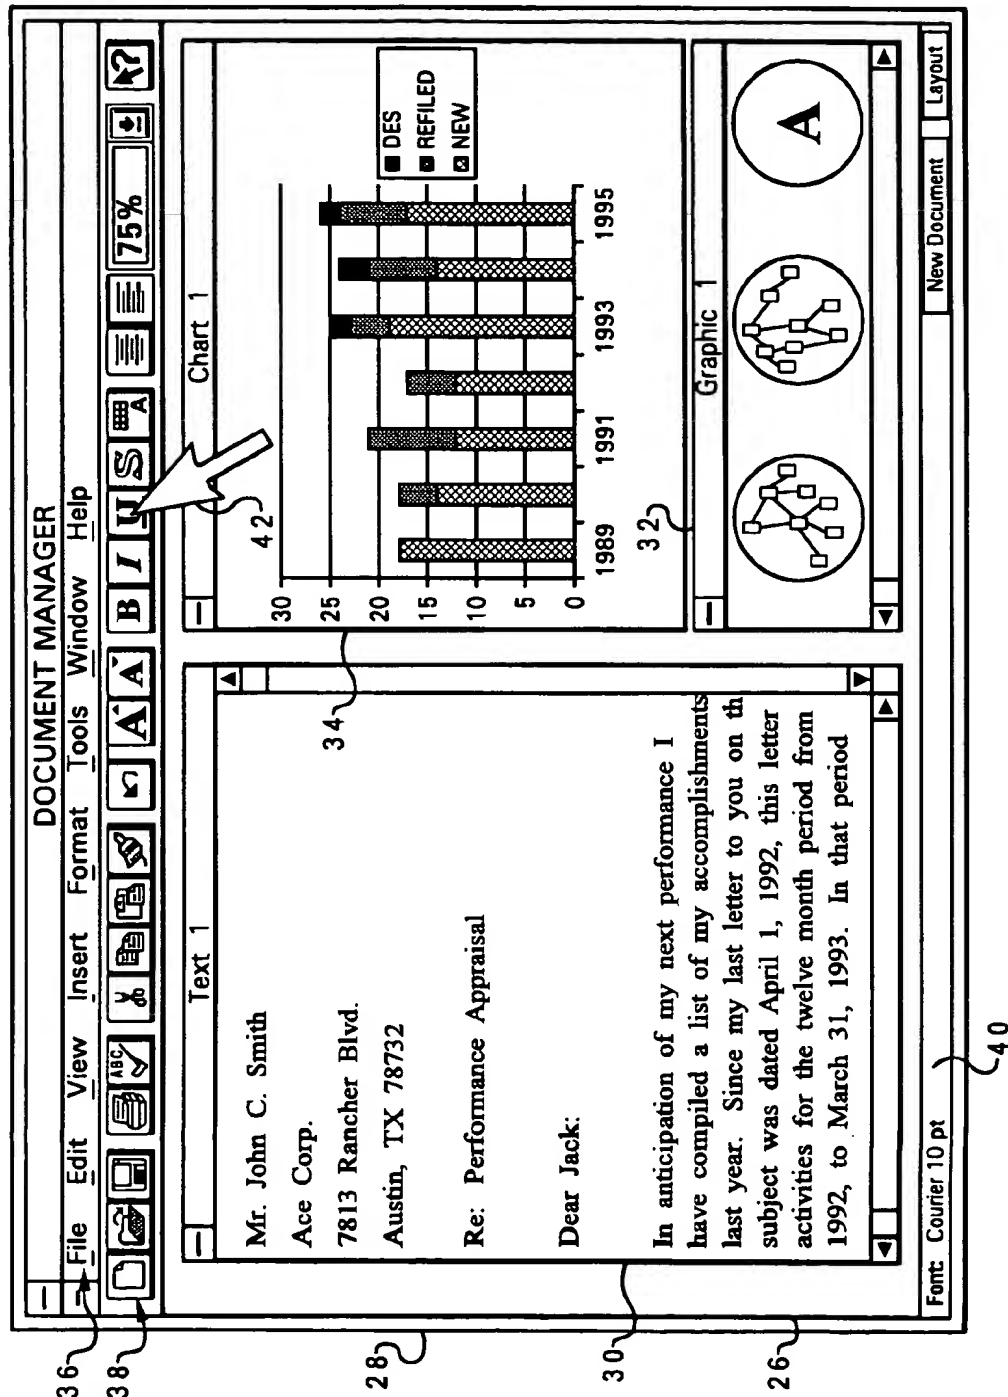 DOCUMENT MANAGER
File Edit View Insert Format Tools Window Help
ABC
A A B I U S A 75% ?
Text 1
Mr. John C. Smith
Ace Corp.
7813 Rancher Blvd.
Austin, TX 78732
Re: Performance Appraisal
Dear Jack:
In anticipation of my next performance I
have compiled a list of my accomplishments
last year. Since my last letter to you on th
subject was dated April 1, 1992, this letter
activities for the twelve month period from
1992, to March 31, 1993. In that period
Chart 1
30
25
20
15
10
5
0
1989 1991 1993 1995
DES
REFILED
NEW
Graphic 1
A
Font: Courier 10 pt
New Document
Layout
36
38
28
30
26
34
42
32
40